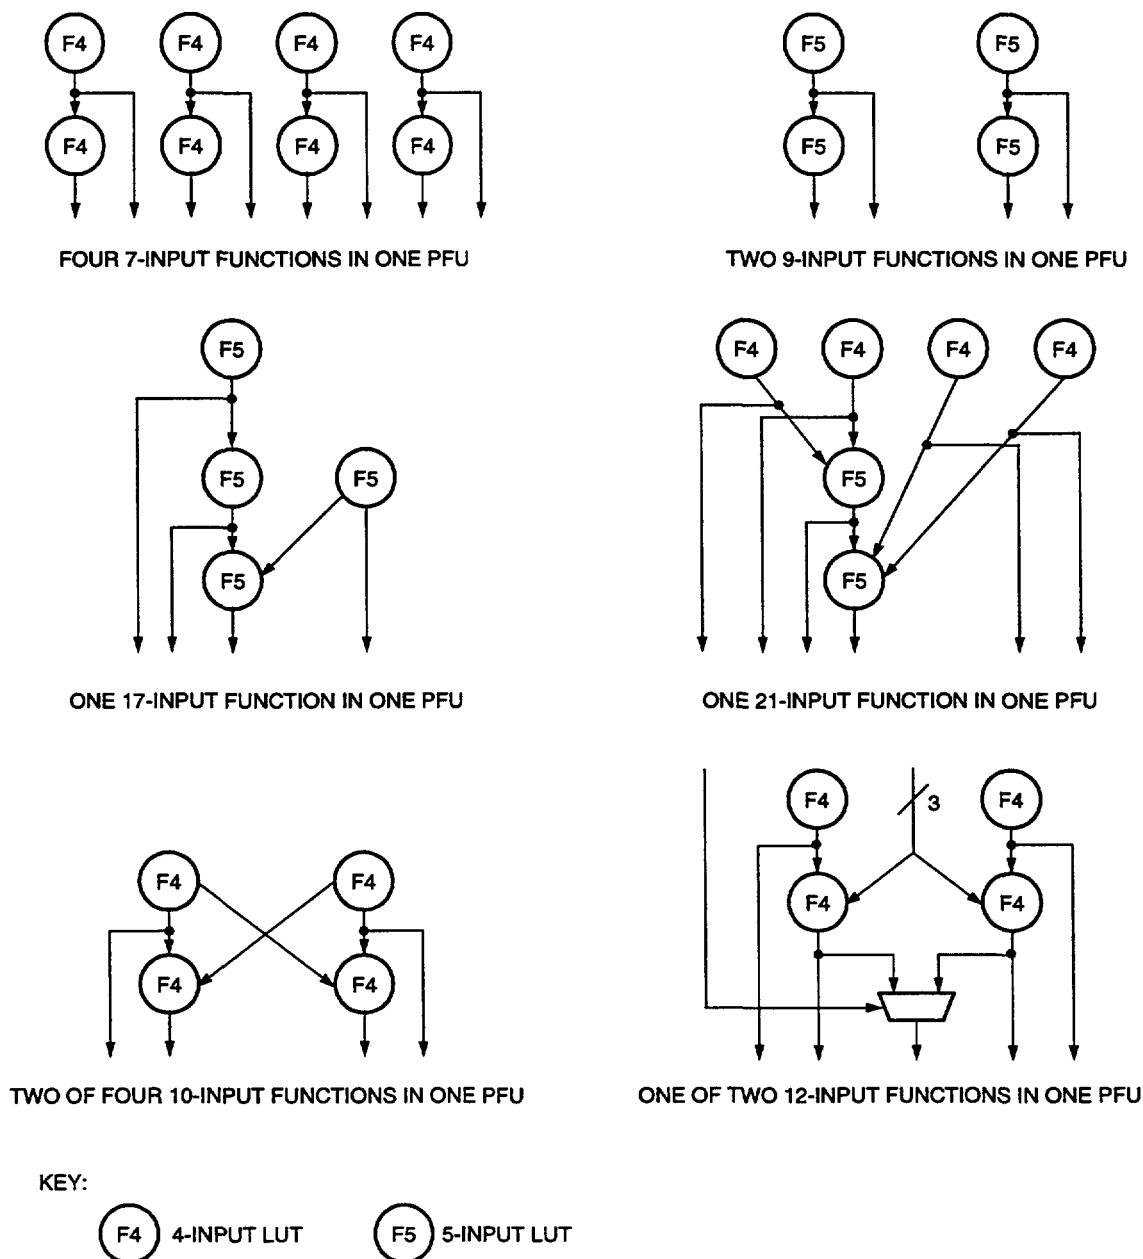 F4 F4 F4 F4 F5 F5
F4 F4 F4 F4 F5 F5
FOUR 7-INPUT FUNCTIONS IN ONE PFU
TWO 9-INPUT FUNCTIONS IN ONE PFU
F5
F5 F5
F5
F4 F4 F4 F4
F5
F5
ONE 17-INPUT FUNCTION IN ONE PFU
ONE 21-INPUT FUNCTION IN ONE PFU
F4 F4
F4 F4
F4 3 F4
F4 F4
TWO OF FOUR 10-INPUT FUNCTIONS IN ONE PFU
ONE OF TWO 12-INPUT FUNCTIONS IN ONE PFU
KEY:
F4 4-INPUT LUT F5 5-INPUT LUT